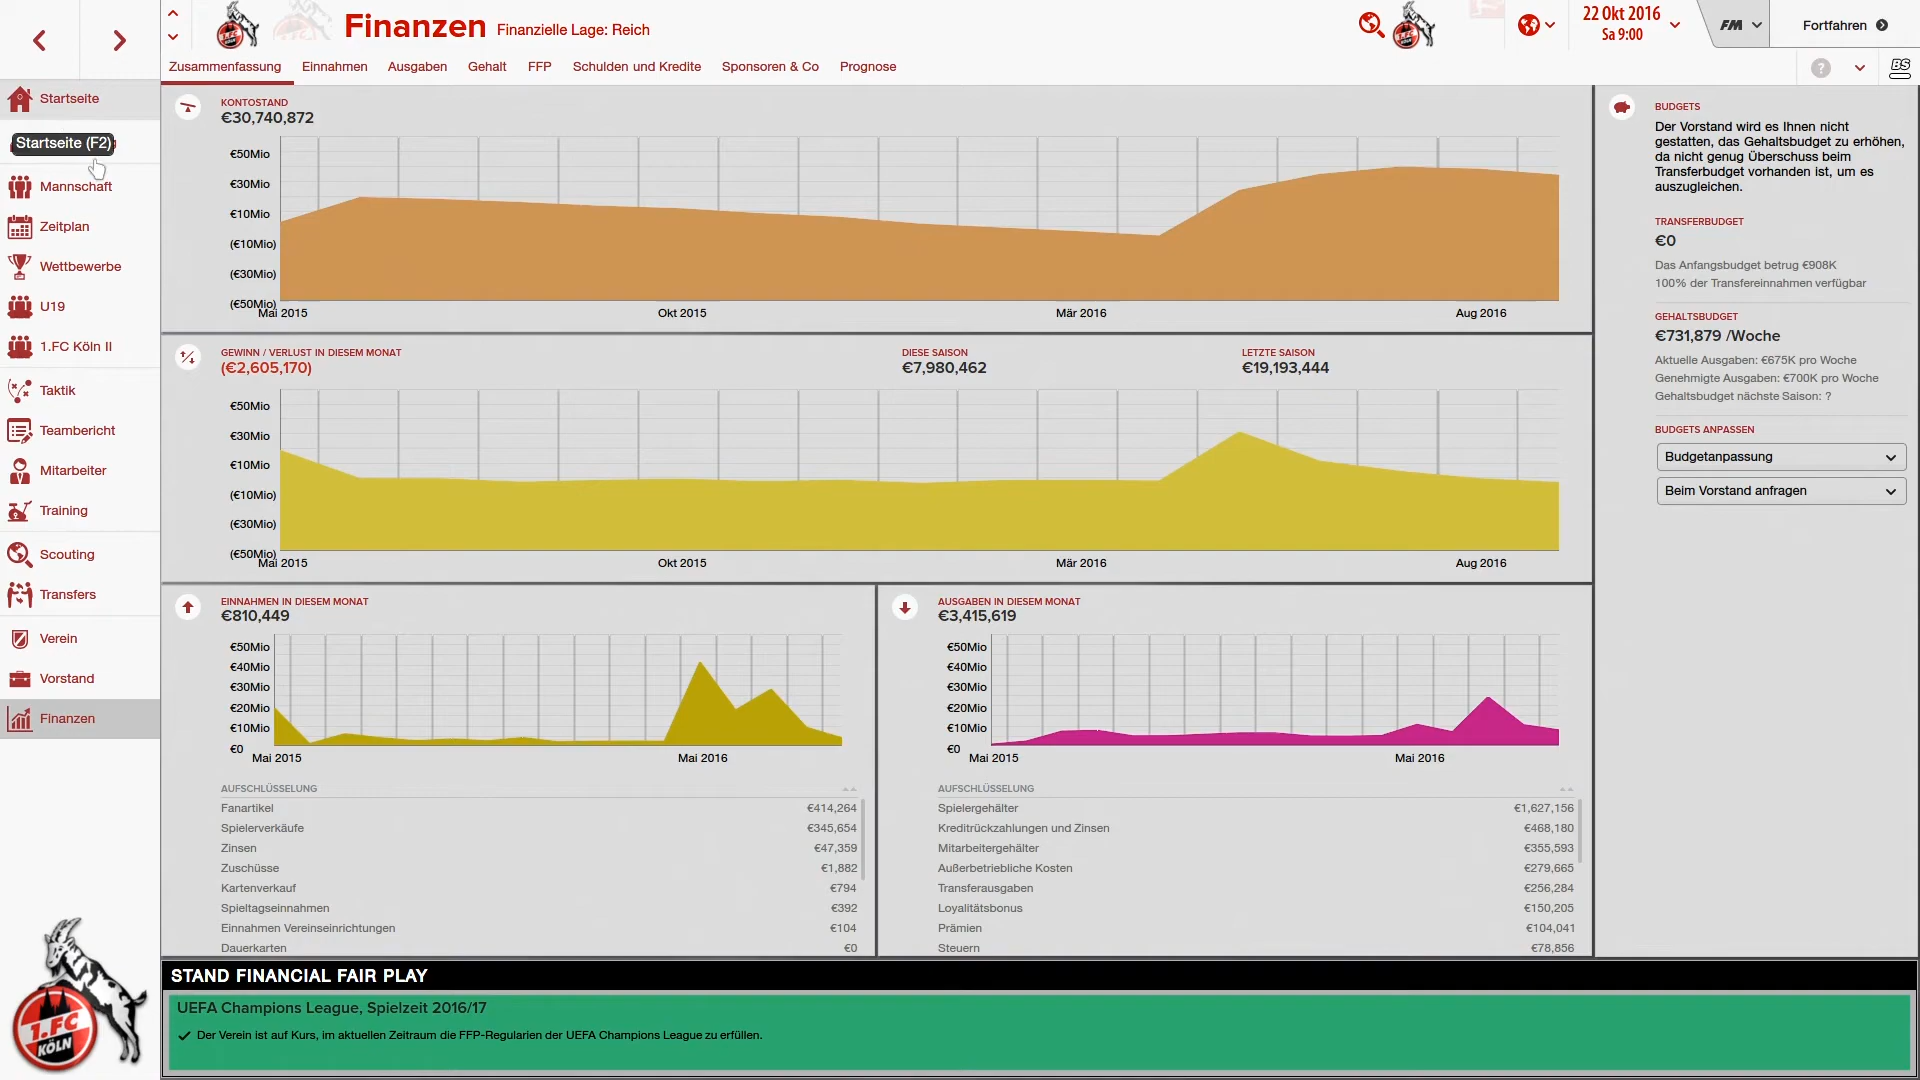 Finanzen Finanzielle Lage: Reich
22 Okt 2016
Sa 9:00
FM
Fortfahren
Zusammenfassung Einnahmen Ausgaben Gehalt FFP Schulden und Kredite Sponsoren & Co Prognose
?
BS
Startseite
Startseite (F2)
Mannschaft
Zeitplan
Wettbewerbe
U19
1.FC Köln II
Taktik
Teambericht
Mitarbeiter
Training
Scouting
Transfers
Verein
Vorstand
Finanzen
1.FC
KÖLN
KONTOSTAND
€30,740,872
€50Mio
€30Mio
€10Mio
(€10Mio)
(€30Mio)
(€50Mio)
Mai 2015 Okt 2015 Mär 2016 Aug 2016
GEWINN / VERLUST IN DIESEM MONAT
(€2,605,170)
DIESE SAISON
€7,980,462
LETZTE SAISON
€19,193,444
€50Mio
€30Mio
€10Mio
(€10Mio)
(€30Mio)
(€50Mio)
Mai 2015 Okt 2015 Mär 2016 Aug 2016
EINNAHMEN IN DIESEM MONAT
€810,449
€50Mio
€40Mio
€30Mio
€20Mio
€10Mio
€0
Mai 2015 Mai 2016
AUFSCHLÜSSELUNG
Fanartikel €414,264
Spielerverkäufe €345,654
Zinsen €47,359
Zuschüsse €1,882
Kartenverkauf €794
Spieltagseinnahmen €392
Einnahmen Vereinseinrichtungen €104
Dauerkarten €0
AUSGABEN IN DIESEM MONAT
€3,415,619
€50Mio
€40Mio
€30Mio
€20Mio
€10Mio
€0
Mai 2015 Mai 2016
AUFSCHLÜSSELUNG
Spielergehälter €1,627,156
Kreditrückzahlungen und Zinsen €468,180
Mitarbeitergehälter €355,593
Außerbetriebliche Kosten €279,665
Transferausgaben €256,284
Loyalitätsbonus €150,205
Prämien €104,041
Steuern €78,856
BUDGETS
Der Vorstand wird es Ihnen nicht
gestatten, das Gehaltsbudget zu erhöhen,
da nicht genug Überschuss beim
Transferbudget vorhanden ist, um es
auszugleichen.
TRANSFERBUDGET
€0
Das Anfangsbudget betrug €908K
100% der Transfereinnahmen verfügbar
GEHALTSBUDGET
€731,879 /Woche
Aktuelle Ausgaben: €675K pro Woche
Genehmigte Ausgaben: €700K pro Woche
Gehaltsbudget nächste Saison: ?
BUDGETS ANPASSEN
Budgetanpassung
Beim Vorstand anfragen
STAND FINANCIAL FAIR PLAY
UEFA Champions League, Spielzeit 2016/17
Der Verein ist auf Kurs, im aktuellen Zeitraum die FFP-Regularien der UEFA Champions League zu erfüllen.